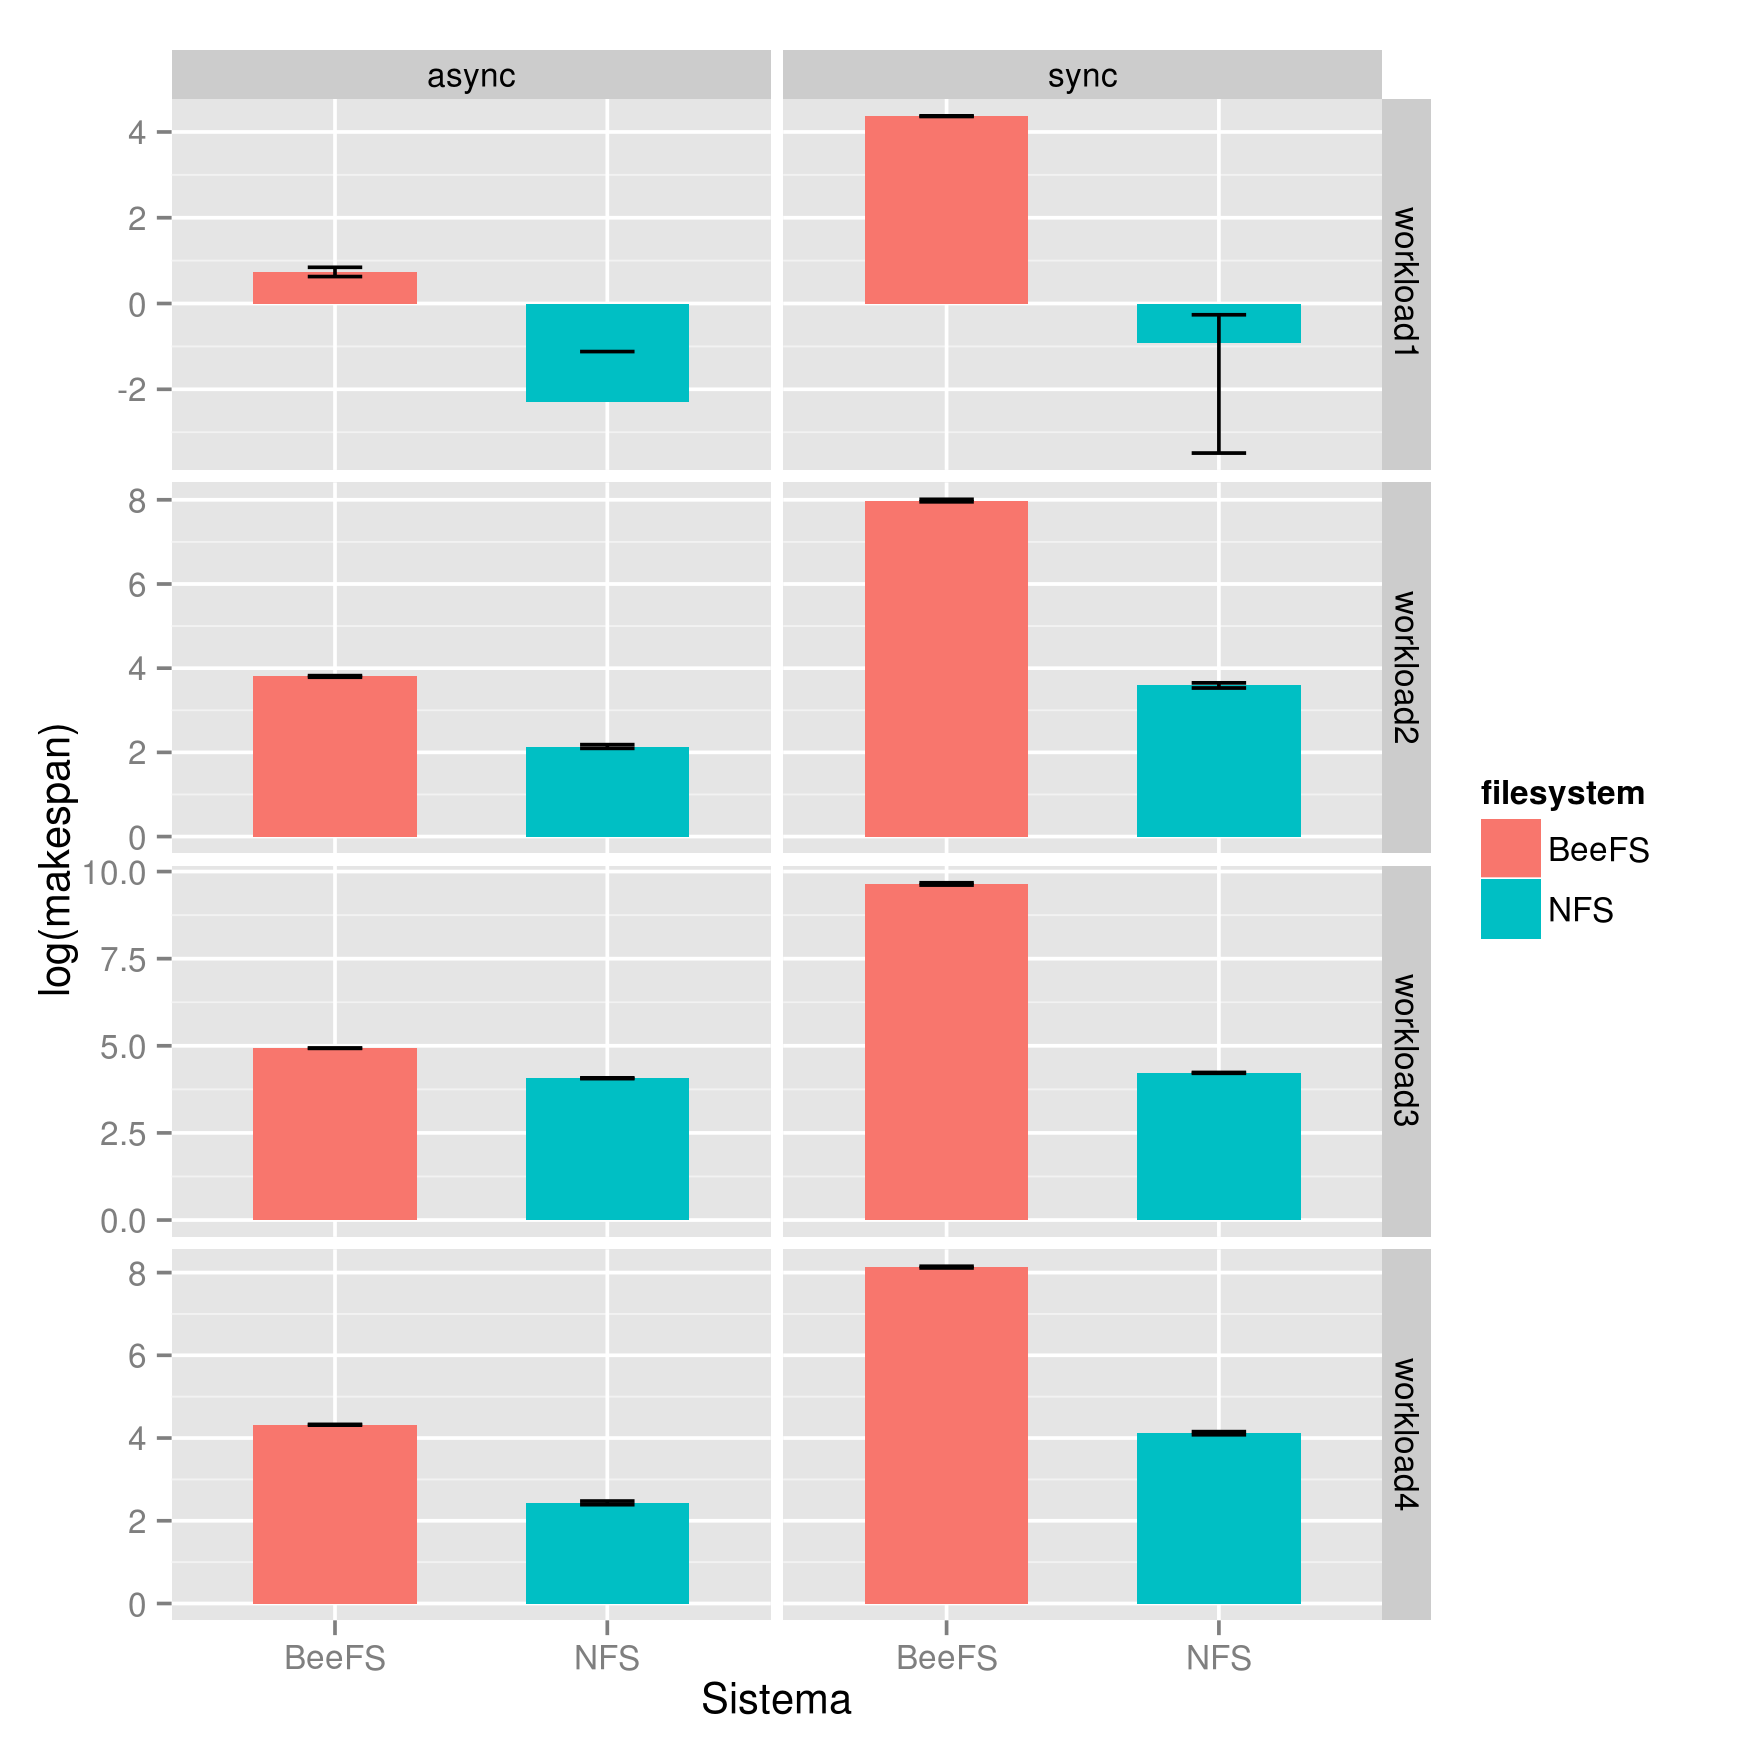 async
sync
4
2
0
-2
workload1
8
6
4
2
0
workload2
10.0
7.5
5.0
2.5
0.0
workload3
8
6
4
2
0
workload4
log(makespan)
BeeFS
NFS
BeeFS
NFS
Sistema
filesystem
BeeFS
NFS